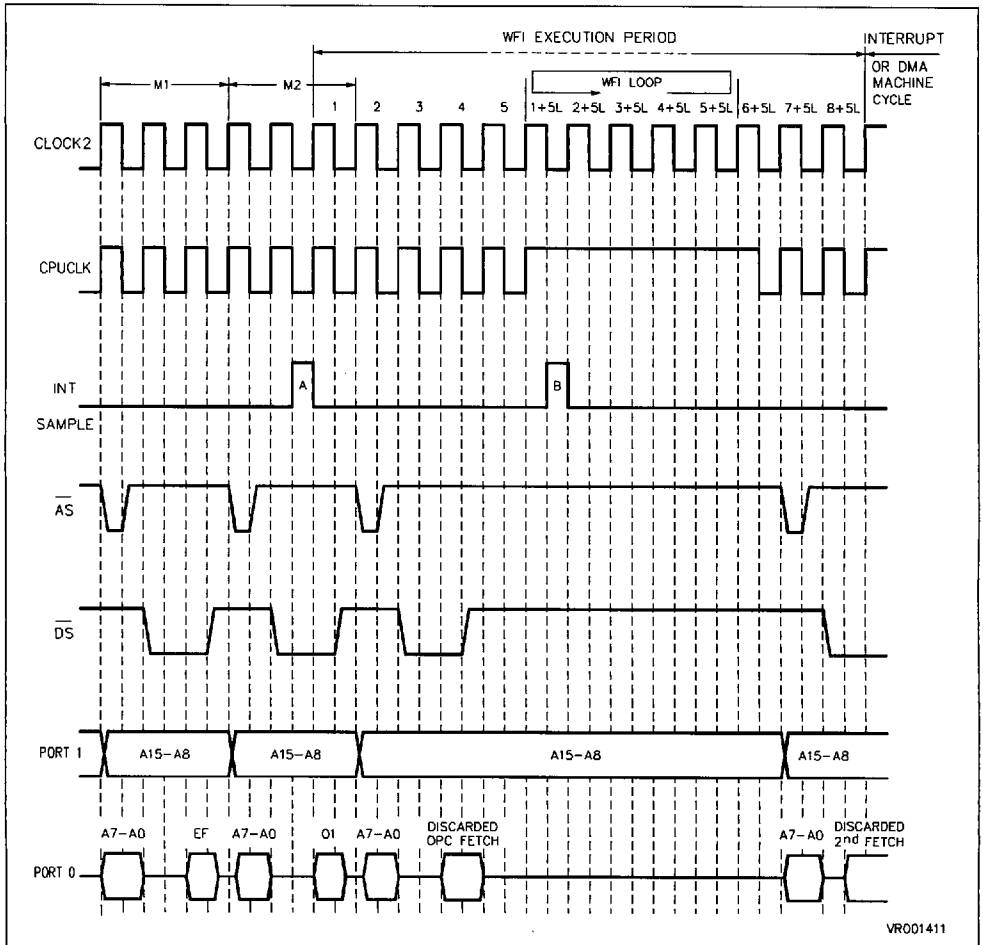 WFI EXECUTION PERIOD
INTERRUPT
OR DMA
MACHINE
CYCLE
M1
M2
WFI LOOP
1 2 3 4 5 1+5L 2+5L 3+5L 4+5L 5+5L 6+5L 7+5L 8+5L
CLOCK2
CPUCLK
INT
SAMPLE
A
B
AS
DS
PORT 1
A15-A8
A15-A8
A15-A8
A15-A8
A7-A0
EF
A7-A0
01
A7-A0
DISCARDED
OPC FETCH
A7-A0
DISCARDED
2nd FETCH
PORT 0
VR001411